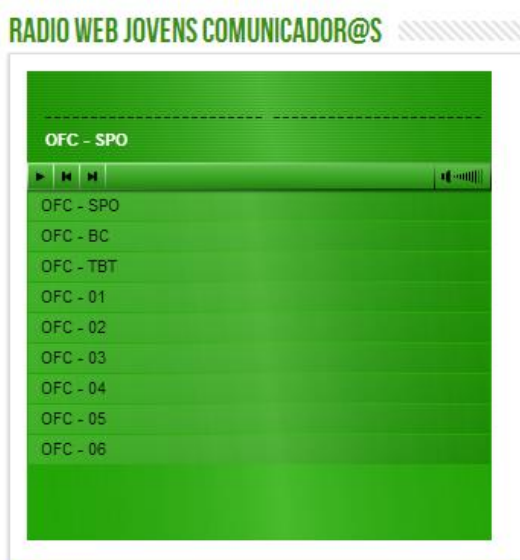 RADIO WEB JOVENS COMUNICADOR@S
OFC - SPO
OFC - SPO
OFC - BC
OFC - TBT
OFC - 01
OFC - 02
OFC - 03
OFC - 04
OFC - 05
OFC - 06